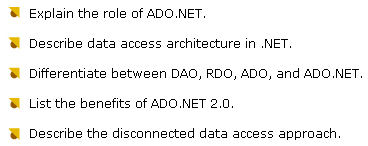 Explain the role of ADO.NET.
Describe data access architecture in .NET.
Differentiate between DAO, RDO, ADO, and ADO.NET.
List the benefits of ADO.NET 2.0.
Describe the disconnected data access approach.